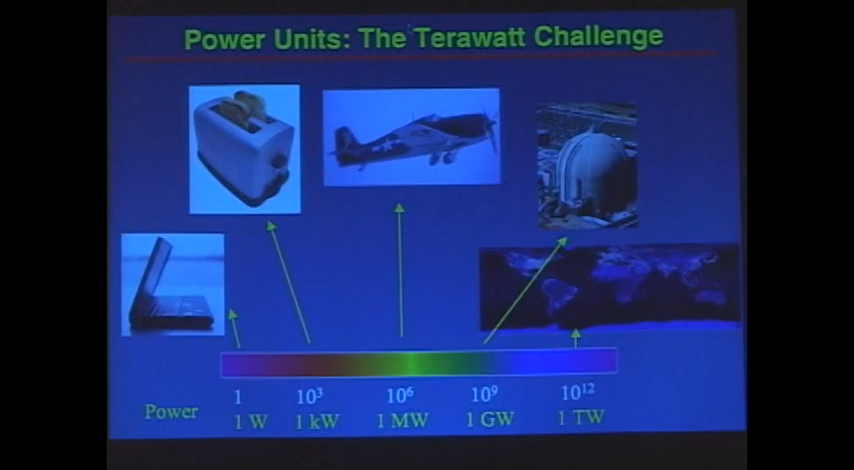 Power Units: The Terawatt Challenge
1 10³ 10⁶ 10⁹ 10¹²
Power 1 W 1 kW 1 MW 1 GW 1 TW